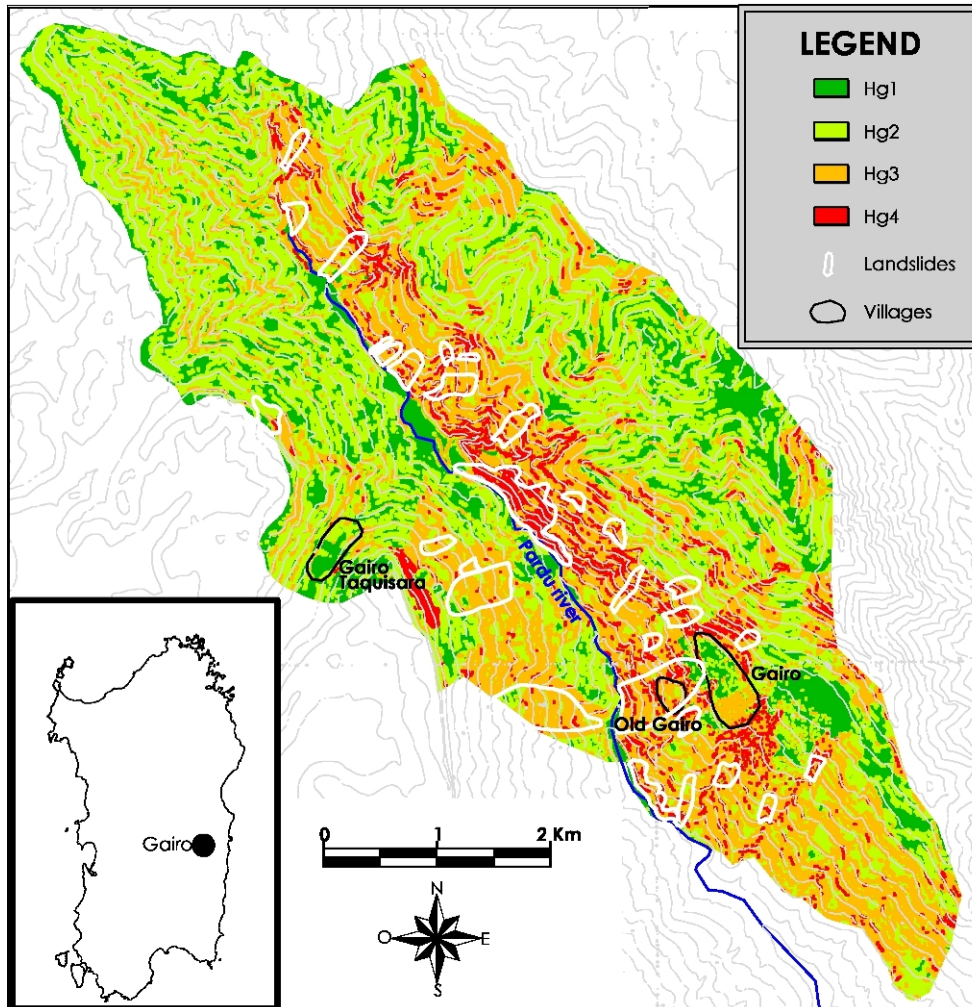 LEGEND
Hg1
Hg2
Hg3
Hg4
Landslides
Villages
Gairo
Taquisara
Pardu river
Gairo
Old Gairo
Gairo
0 1 2 Km
N
O E
S